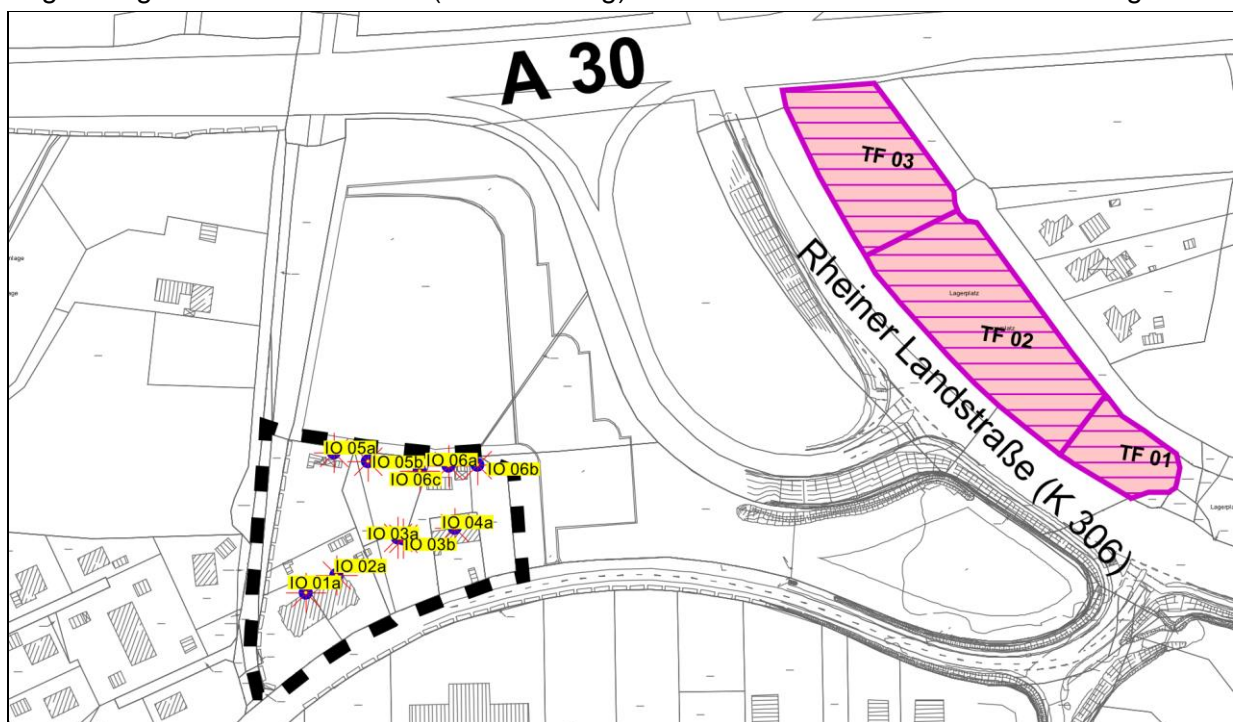 A 30
TF 03
Rheiner Landstraße (K 306)
Lagerplatz
TF 02
TF 01
IO 05a
IO 05b
IO 06a
IO 06b
IO 06c
IO 04a
IO 03a
IO 03b
IO 02a
IO 01a